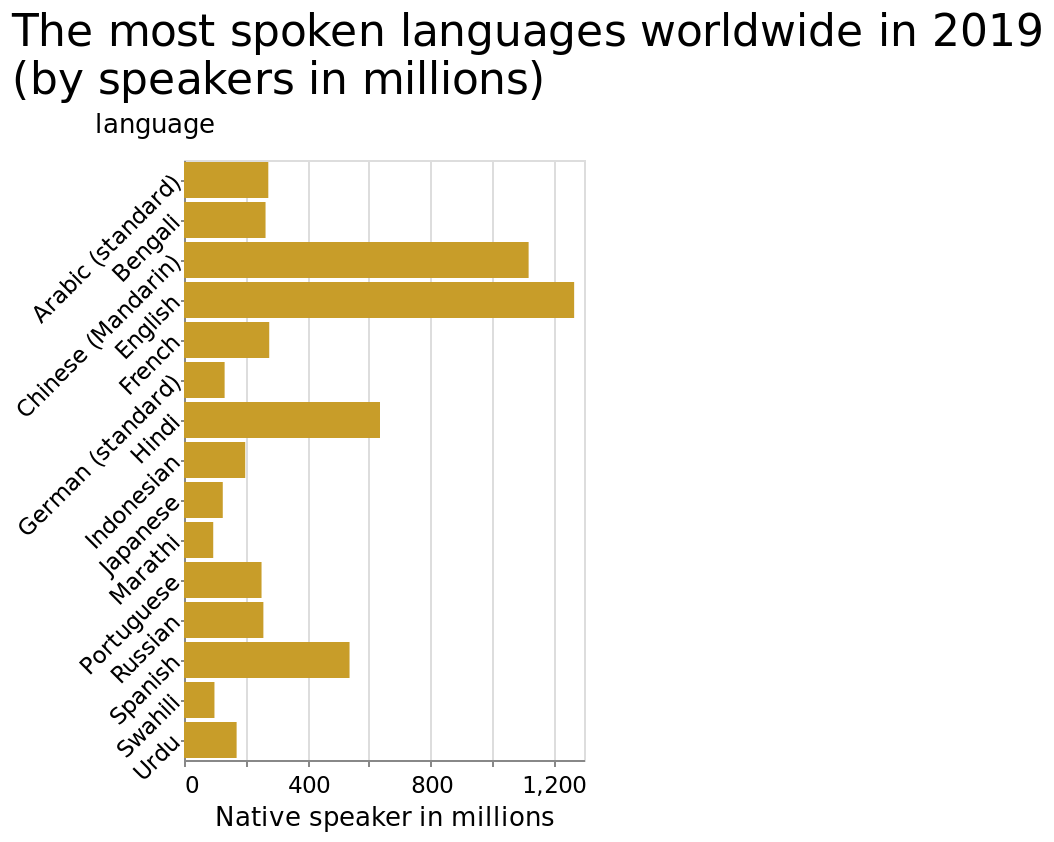 The most spoken languages worldwide in 2019
(by speakers in millions)
language
Arabic (standard)
Bengali
Chinese (Mandarin)
English
French
German (standard)
Hindi
Indonesian
Japanese
Marathi
Portuguese
Russian
Spanish
Swahili
Urdu
0 400 800 1,200
Native speaker in millions